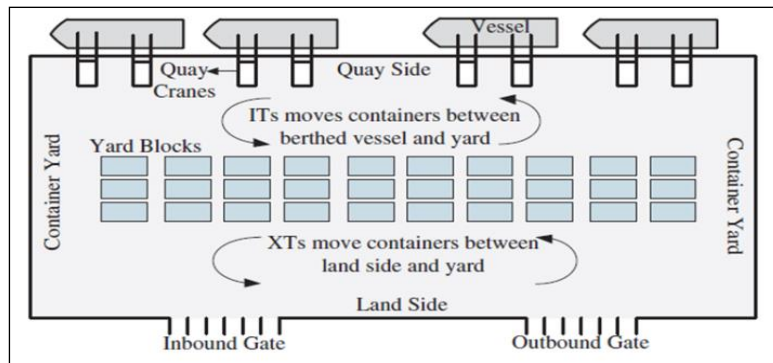 Vessel
Quay
Cranes
Quay Side
ITs moves containers between
berthed vessel and yard
Yard Blocks
Container Yard
Container Yard
XTs move containers between
land side and yard
Land Side
Inbound Gate
Outbound Gate